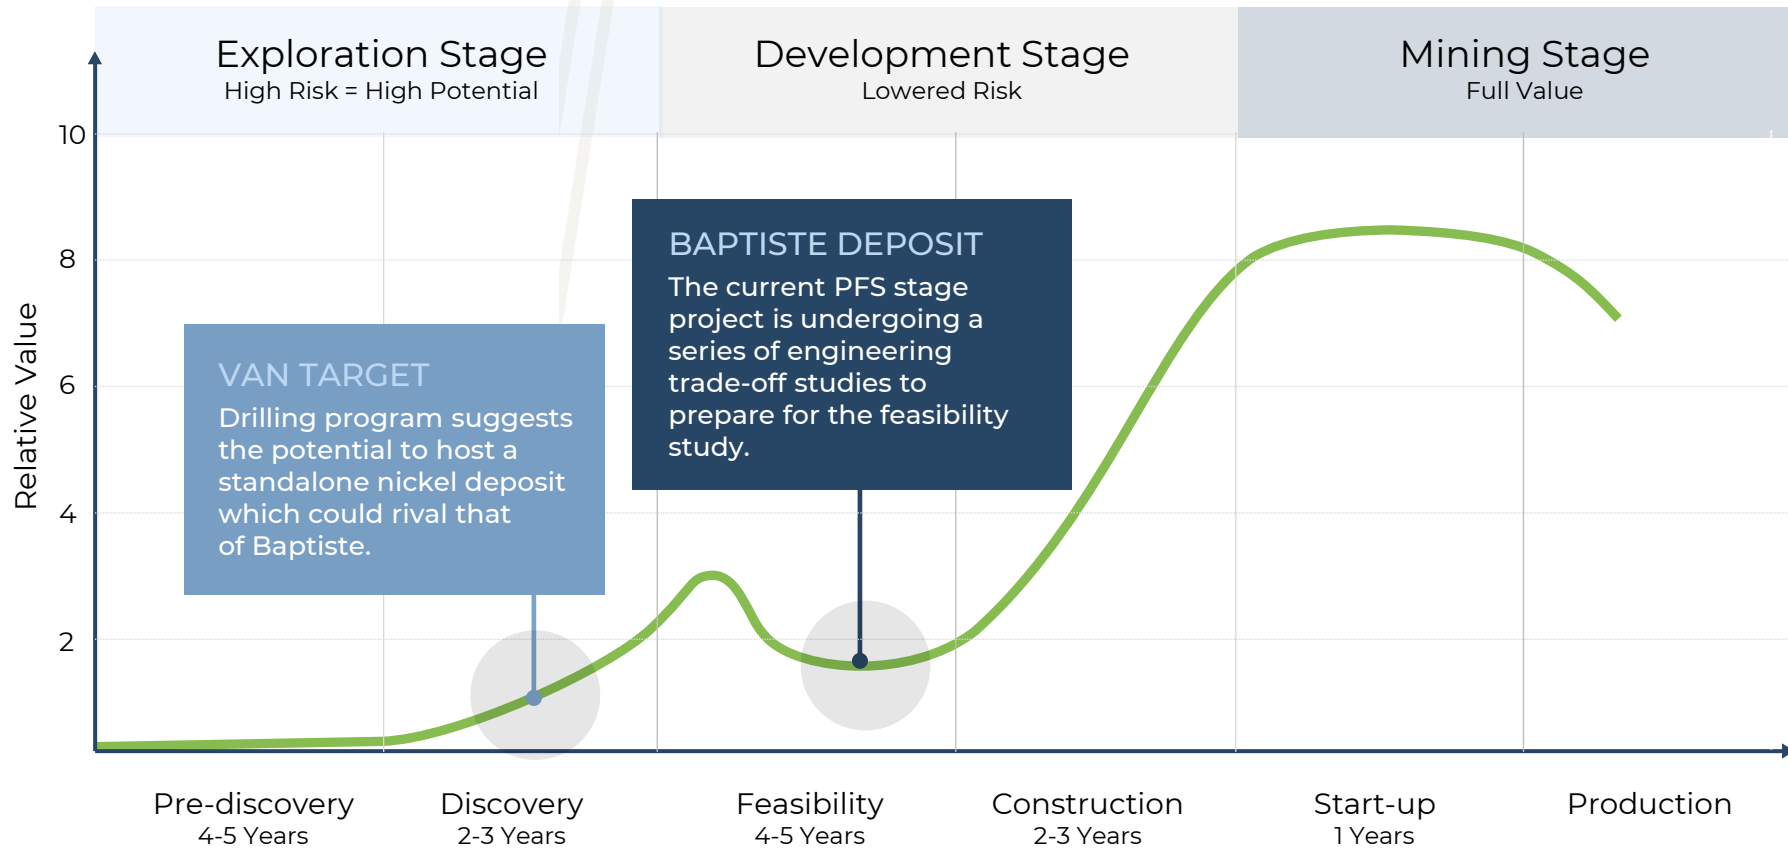 Exploration Stage
High Risk = High Potential
Development Stage
Lowered Risk
Mining Stage
Full Value
10
8
6
4
2
Relative Value
VAN TARGET
Drilling program suggests
the potential to host a
standalone nickel deposit
which could rival that
of Baptiste.
BAPTISTE DEPOSIT
The current PFS stage
project is undergoing a
series of engineering
trade-off studies to
prepare for the feasibility
study.
Pre-discovery
4-5 Years
Discovery
2-3 Years
Feasibility
4-5 Years
Construction
2-3 Years
Start-up
1 Years
Production